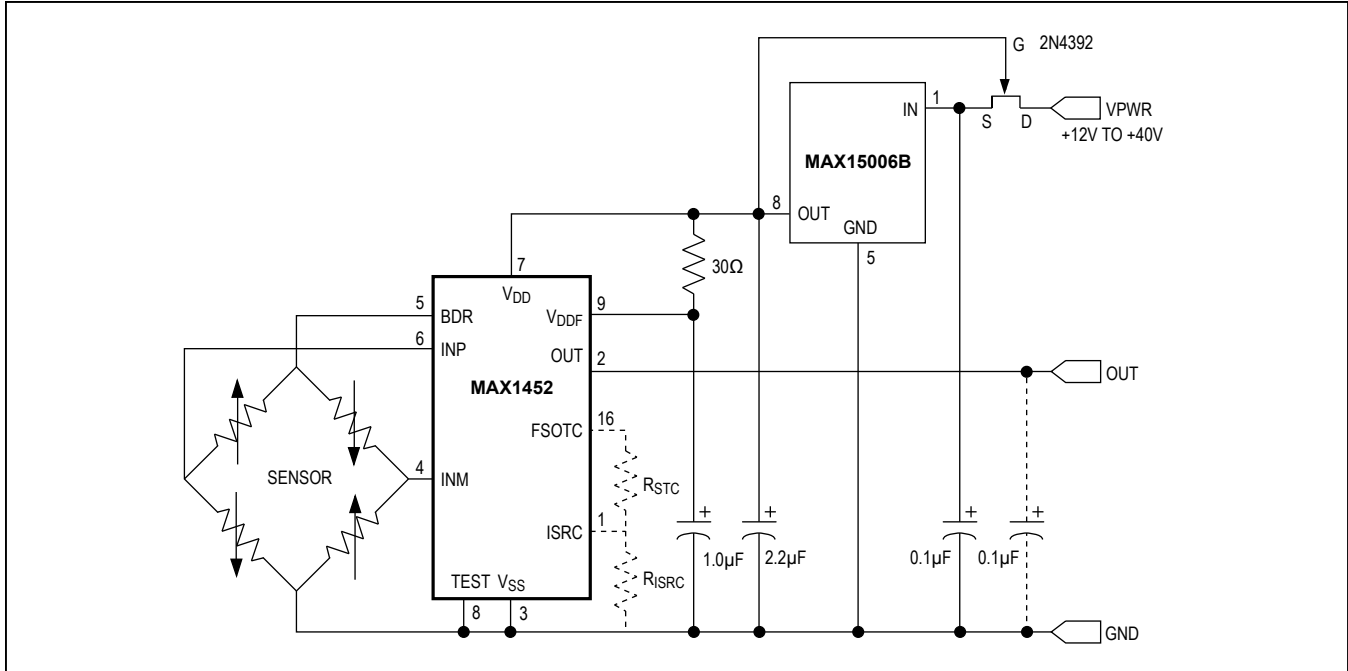 G 2N4392
IN
1
S D
VPWR
+12V TO +40V
MAX15006B
8
OUT
GND
5
30Ω
7
VDD
5
BDR
VDDF
9
6
INP
OUT
2
OUT
MAX1452
FSOTC
16
SENSOR
4
INM
RSTC
ISRC
1
+
+
+
+
1.0µF
2.2µF
0.1µF
0.1µF
RISRC
TEST VSS
8
3
GND